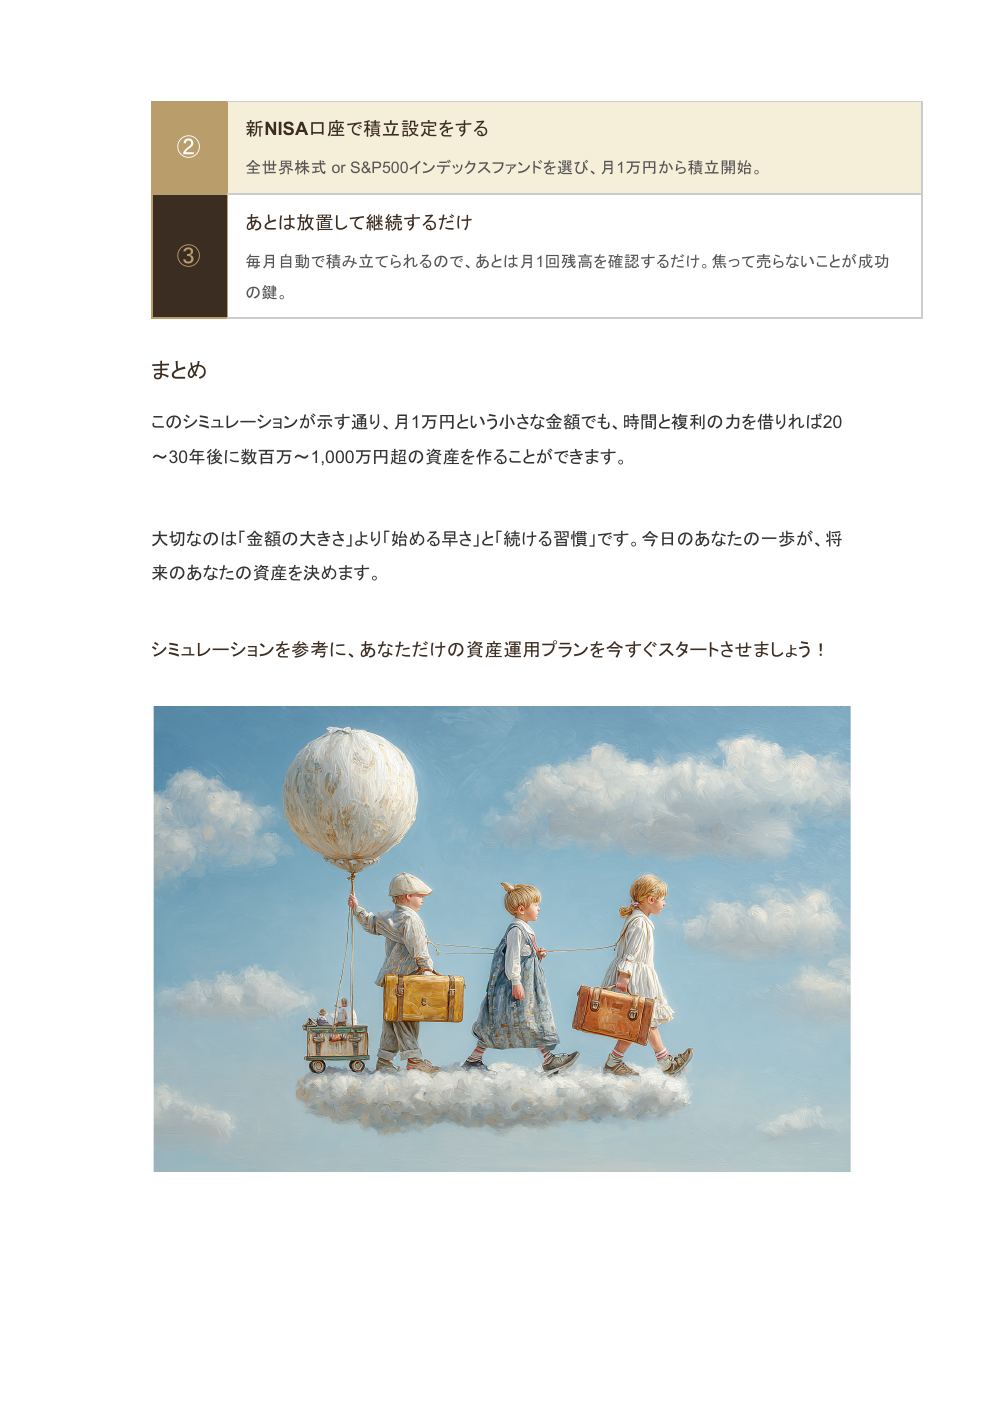 ②
新NISA口座で積立設定をする
全世界株式 or S&P500インデックスファンドを選び、月1万円から積立開始。
③
あとは放置して継続するだけ
毎月自動で積み立てられるので、あとは月1回残高を確認するだけ。焦って売らないことが成功
の鍵。
まとめ
このシミュレーションが示す通り、月1万円という小さな金額でも、時間と複利の力を借りれば20
～30年後に数百万～1,000万円超の資産を作ることができます。
大切なのは「金額の大きさ」より「始める早さ」と「続ける習慣」です。今日のあなたの一歩が、将
来のあなたの資産を決めます。
シミュレーションを参考に、あなただけの資産運用プランを今すぐスタートさせましょう！